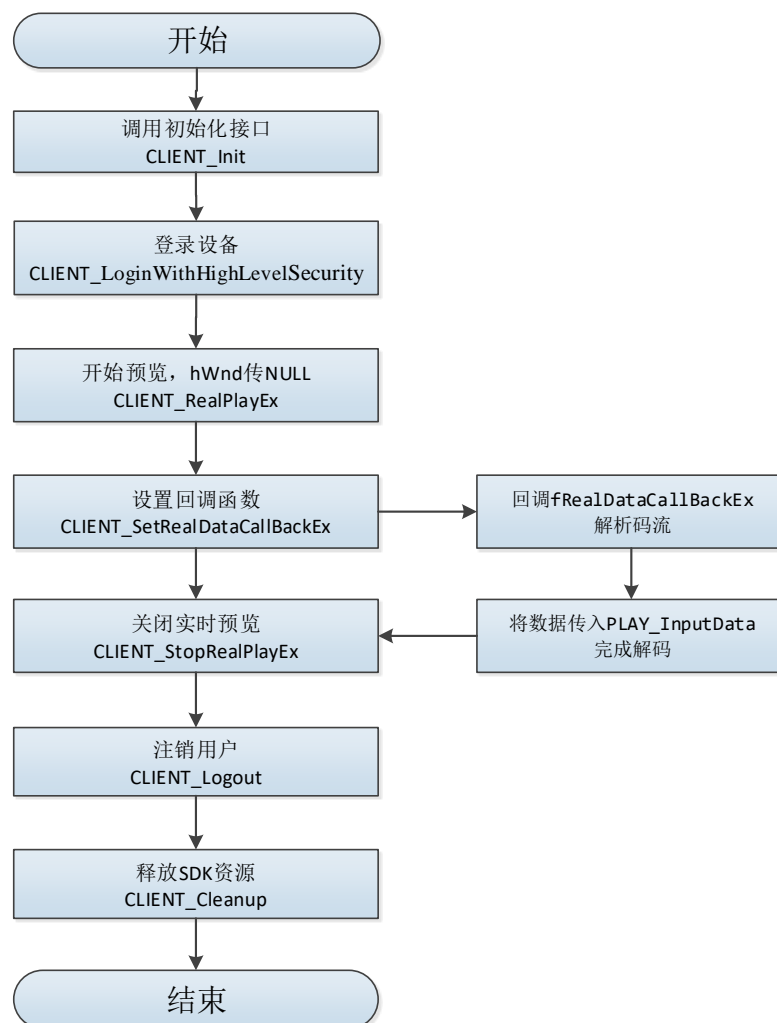 开始
调用初始化接口
CLIENT_Init
登录设备
CLIENT_LoginWithHighLevelSecurity
开始预览，hWnd传NULL
CLIENT_RealPlayEx
设置回调函数
CLIENT_SetRealDataCallBackEx
回调fRealDataCallBackEx
解析码流
将数据传入PLAY_InputData
完成解码
关闭实时预览
CLIENT_StopRealPlayEx
注销用户
CLIENT_Logout
释放SDK资源
CLIENT_Cleanup
结束